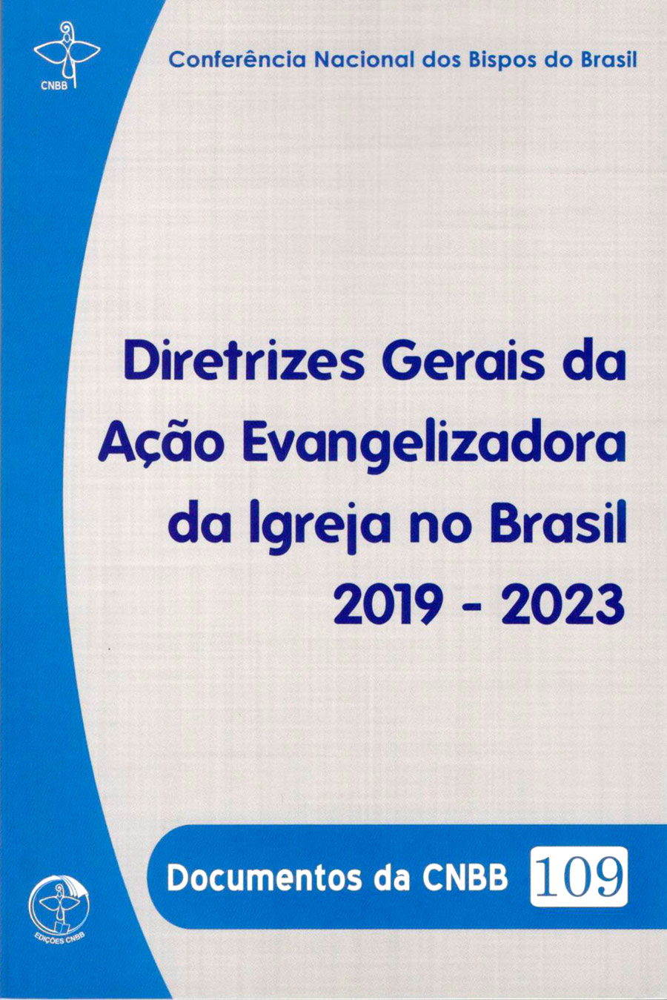 CNBB
Conferência Nacional dos Bispos do Brasil
Diretrizes Gerais da
Ação Evangelizadora
da Igreja no Brasil
2019 - 2023
Documentos da CNBB 109
EDIÇÕES CNBB